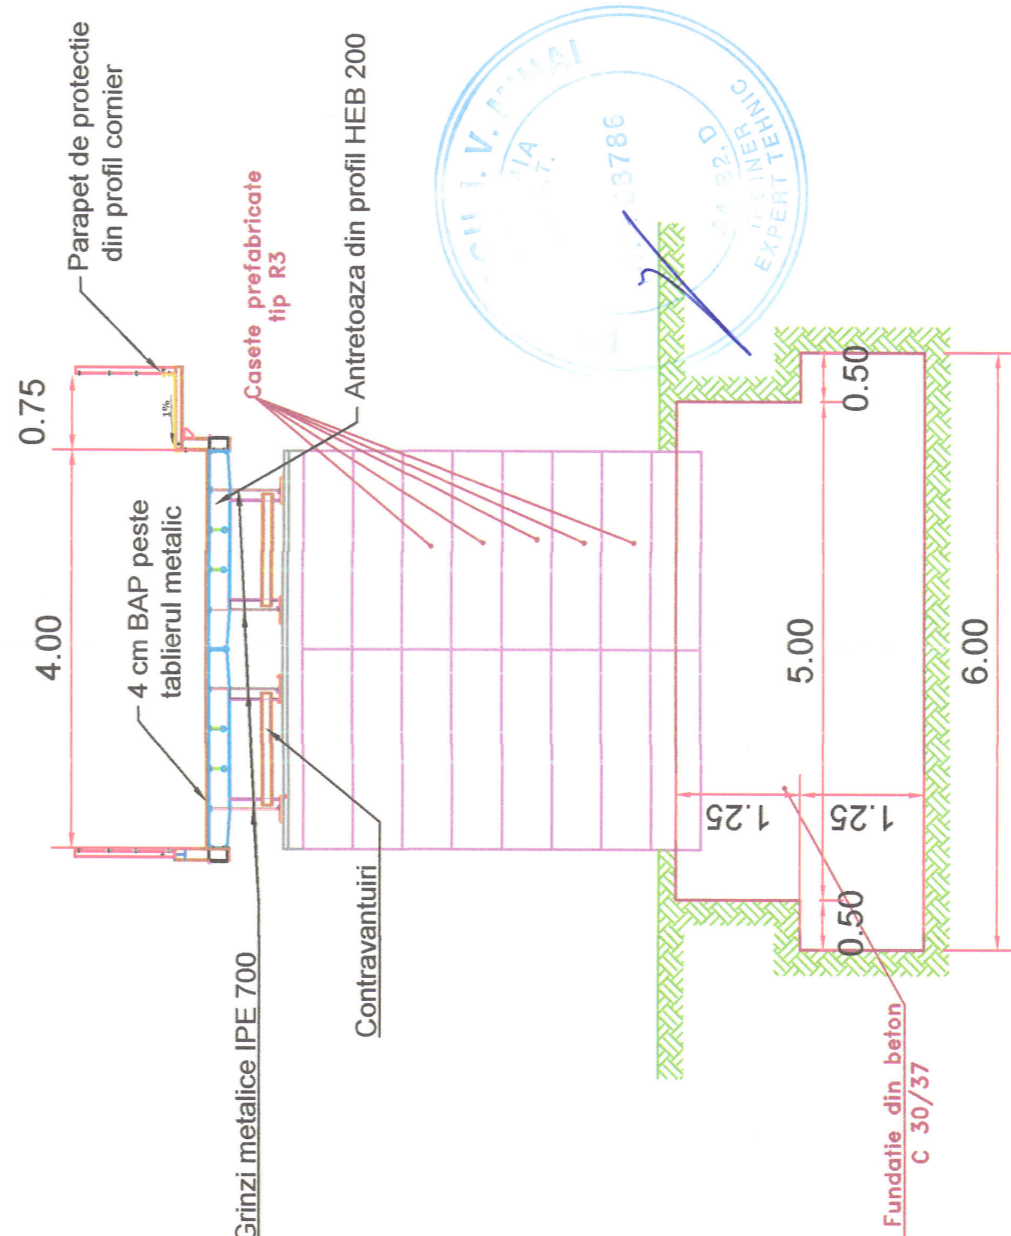 Parapet de protectie
din profil cornier
0.75
4.00
1%
4 cm BAP peste
tablierul metalic
Casete prefabricate
tip R3
Antretoaza din profil HEB 200
Grinzi metalice IPE 700
Contravantuiri
0.50
5.00
0.50
6.00
1.25
1.25
Fundatie din beton
C 30/37
I. V. 
3786
EXPERT TEHNIC